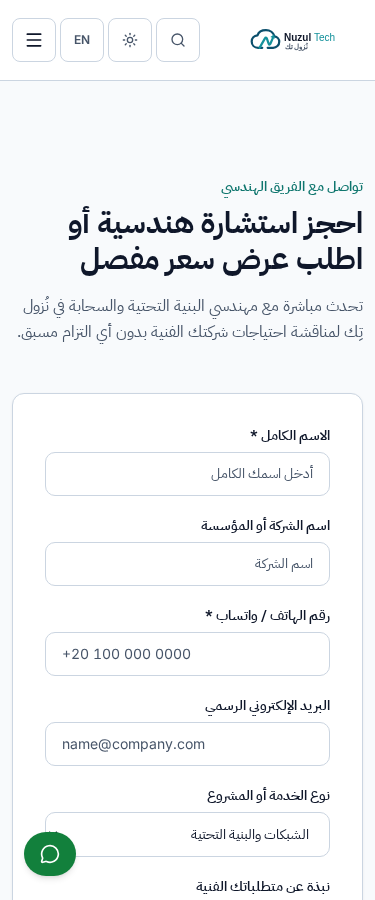 Nuzul Tech
نُزول تك
EN
تواصل مع الفريق الهندسي
احجز استشارة هندسية أو
اطلب عرض سعر مفصل
تحدث مباشرة مع مهندسي البنية التحتية والسحابة في نُزول
تِك لمناقشة احتياجات شركتك الفنية بدون أي التزام مسبق.
الاسم الكامل *
أدخل اسمك الكامل
اسم الشركة أو المؤسسة
اسم الشركة
رقم الهاتف / واتساب *
+20 100 000 0000
البريد الإلكتروني الرسمي
name@company.com
نوع الخدمة أو المشروع
الشبكات والبنية التحتية
نبذة عن متطلباتك الفنية